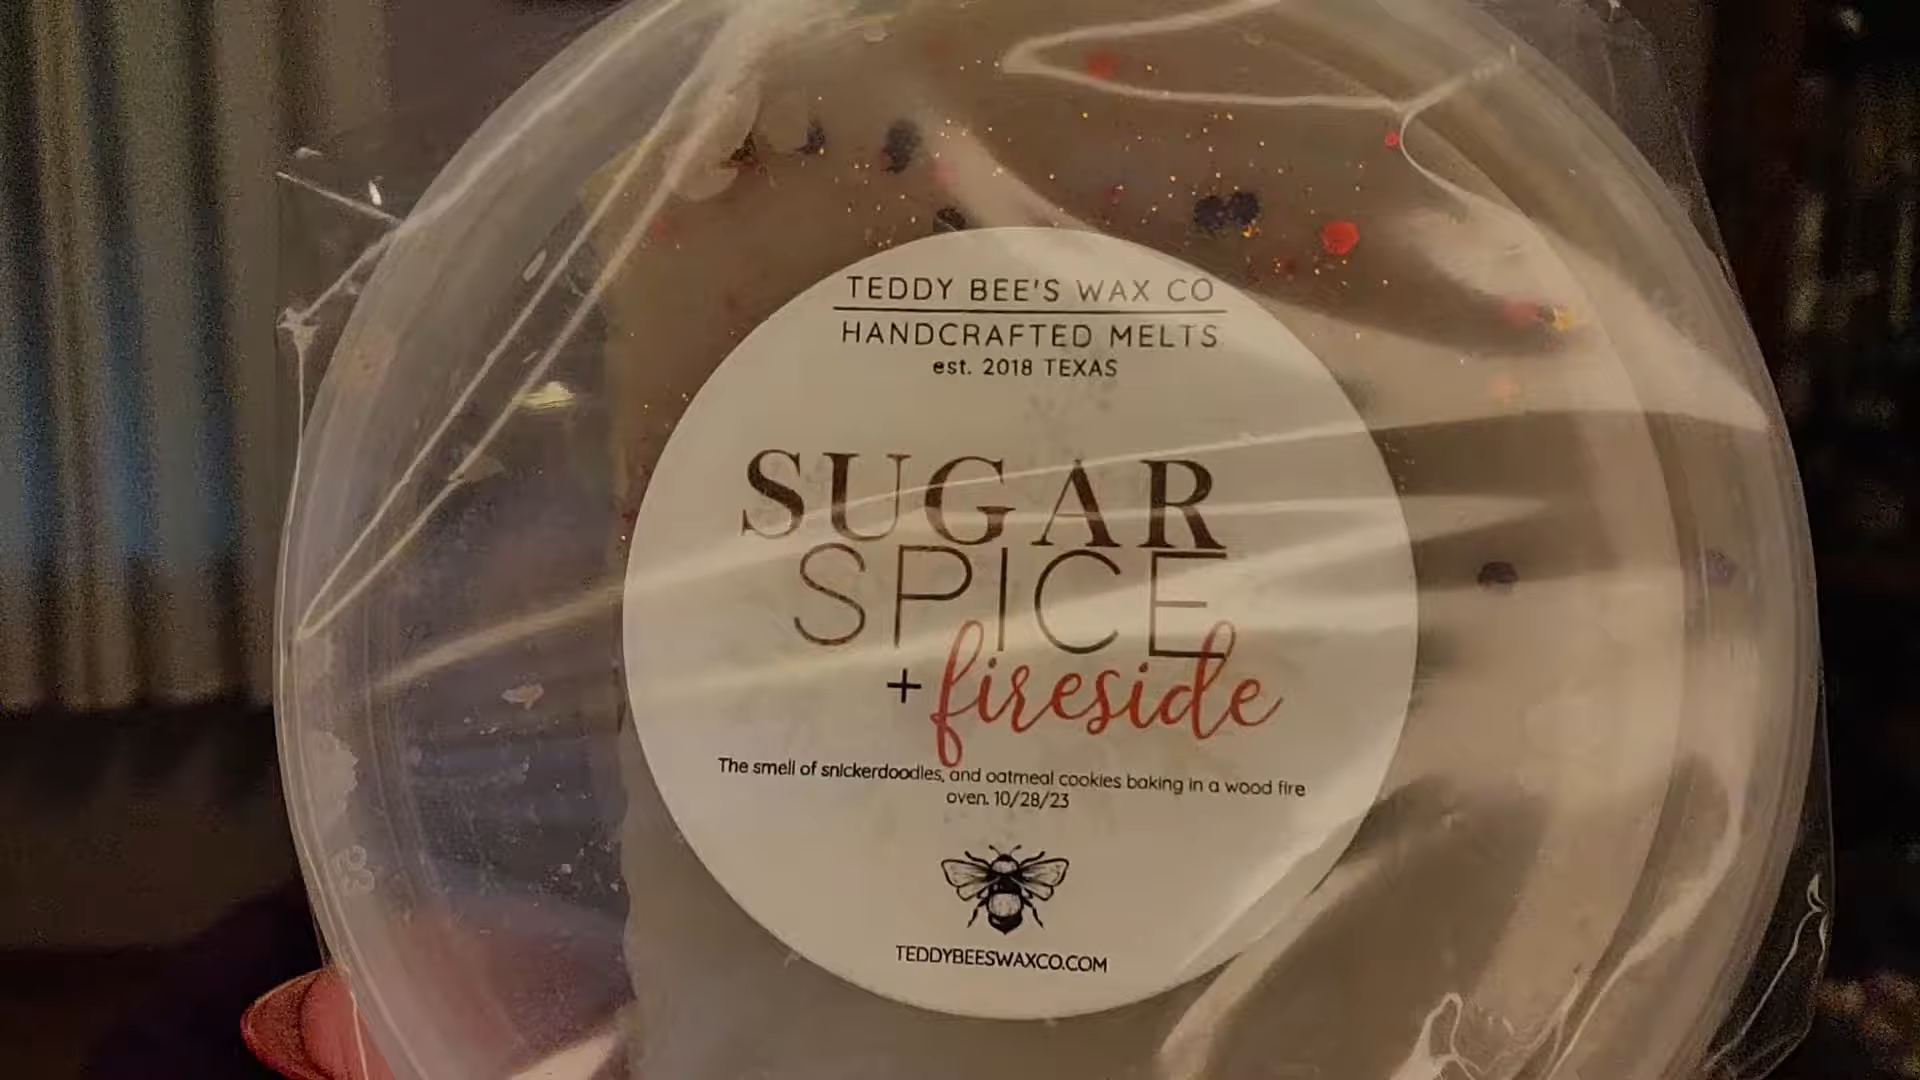 TEDDY BEE'S WAX CO
HANDCRAFTED MELTS
est. 2018 TEXAS
SUGAR
SPICE
+ fireside
The smell of snickerdoodles, and oatmeal cookies baking in a wood fire
oven. 10/28/23
TEDDYBEESWAXCO.COM